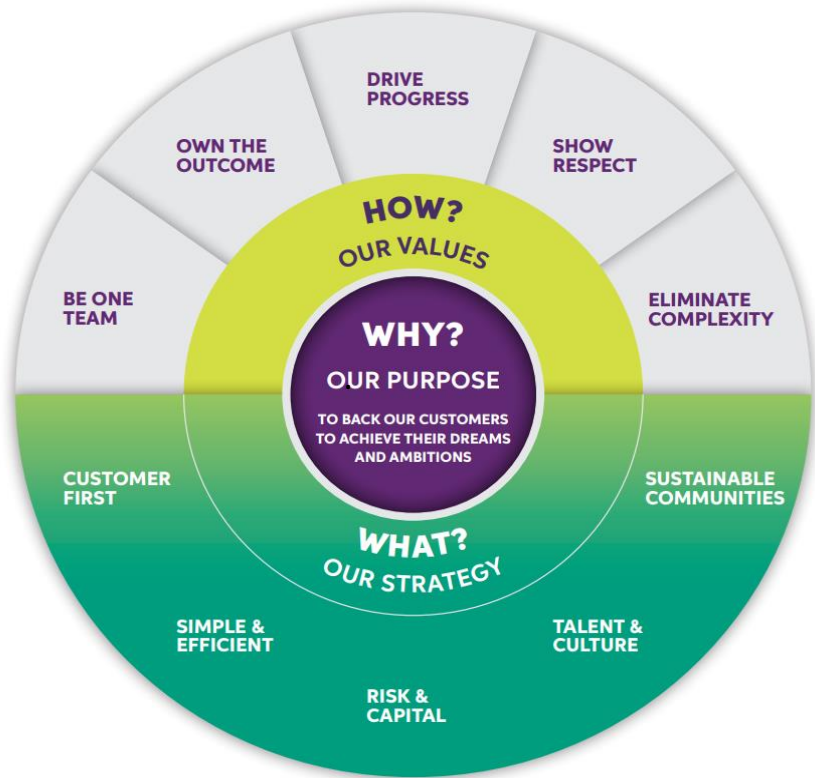 DRIVE
PROGRESS
OWN THE
OUTCOME
SHOW
RESPECT
BE ONE
TEAM
ELIMINATE
COMPLEXITY
HOW?
OUR VALUES
WHY?
OUR PURPOSE
TO BACK OUR CUSTOMERS
TO ACHIEVE THEIR DREAMS
AND AMBITIONS
CUSTOMER
FIRST
SUSTAINABLE
COMMUNITIES
WHAT?
OUR STRATEGY
SIMPLE &
EFFICIENT
TALENT &
CULTURE
RISK &
CAPITAL